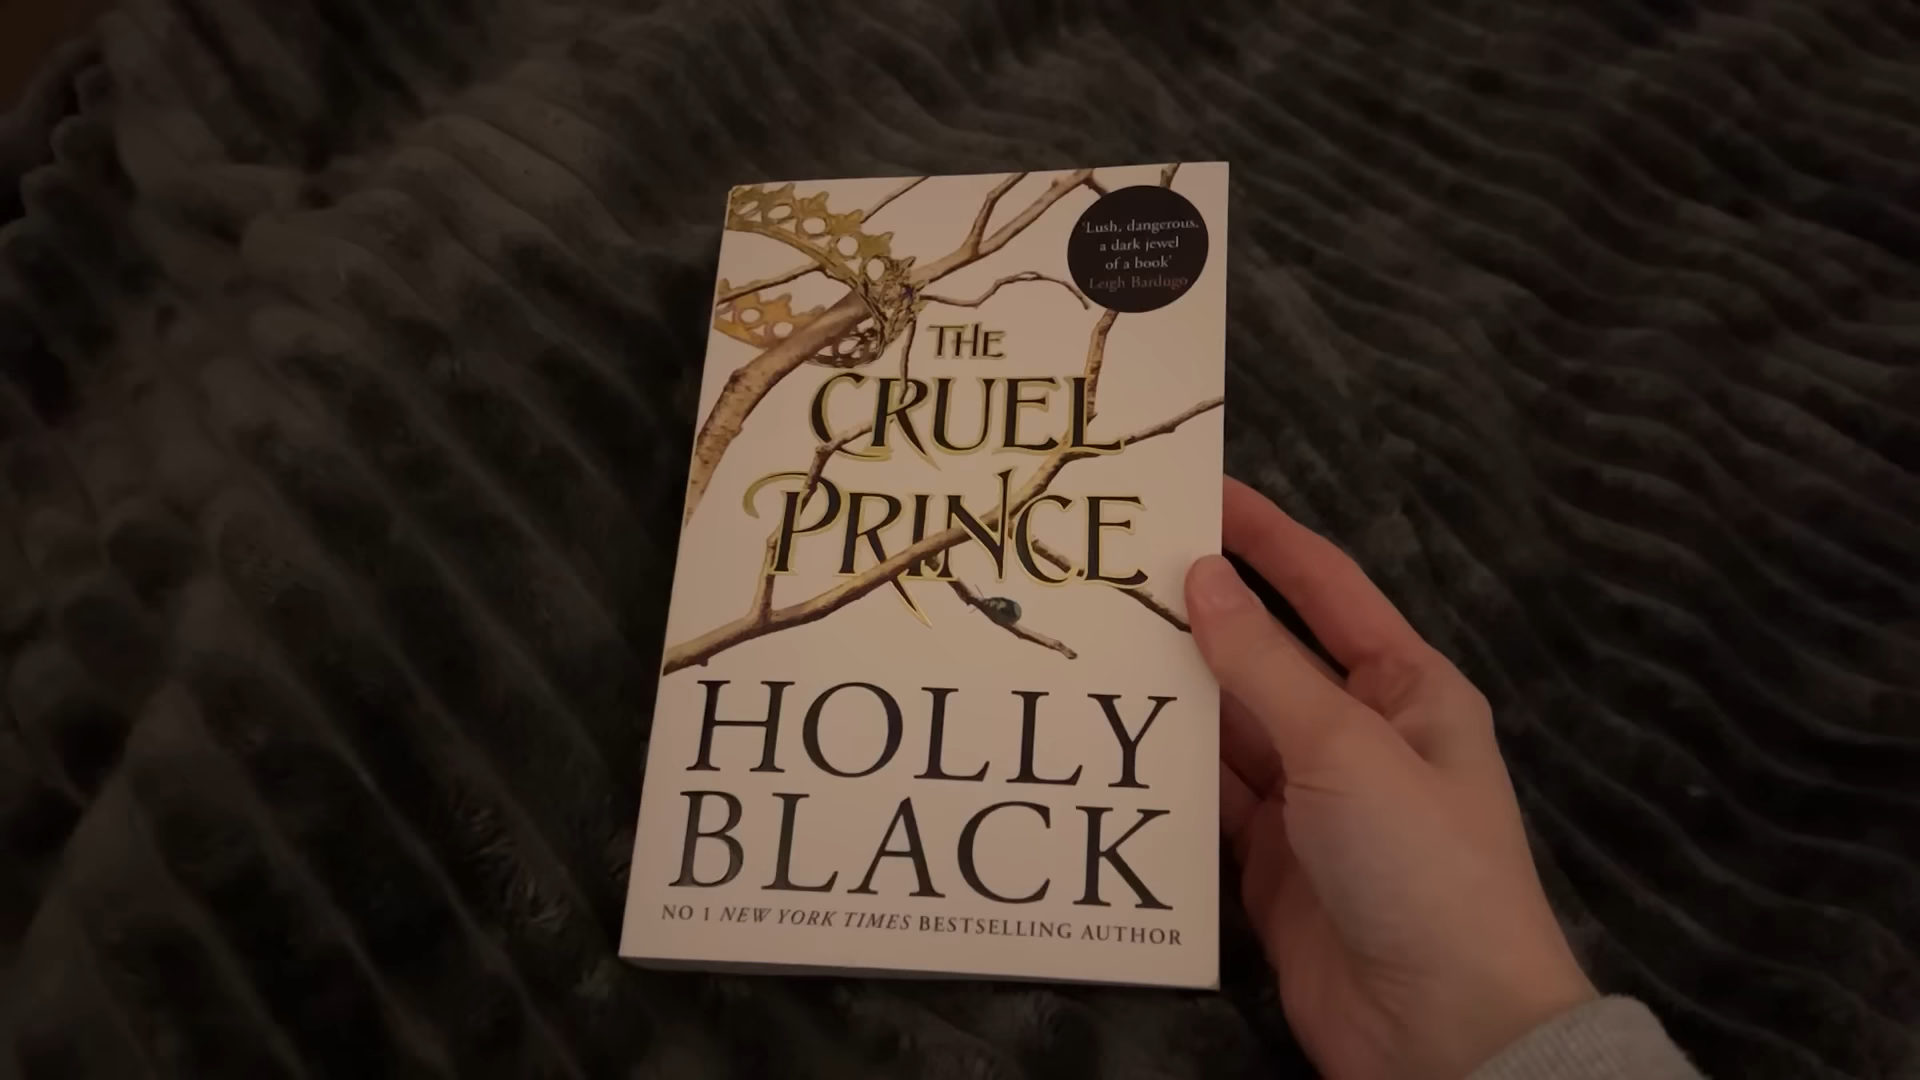 'Lush, dangerous,
a dark jewel
of a book'
Leigh Bardugo
THE
CRUEL
PRINCE
HOLLY
BLACK
NO 1 NEW YORK TIMES BESTSELLING AUTHOR